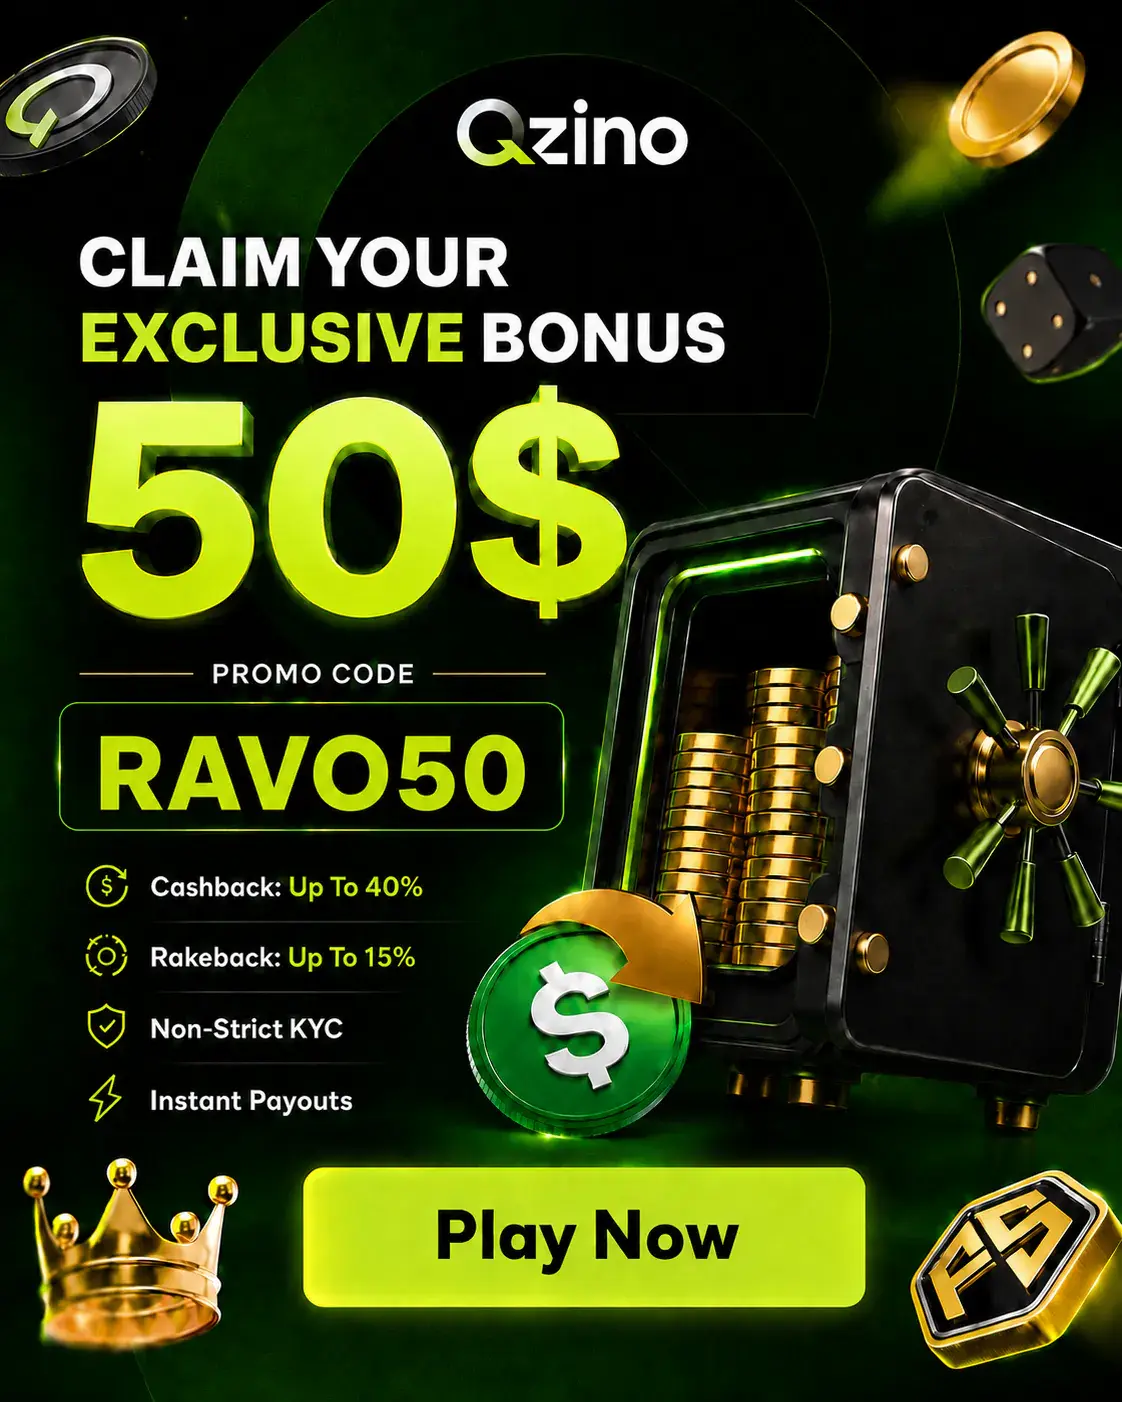 Qzino
CLAIM YOUR
EXCLUSIVE BONUS
50$
PROMO CODE
RAVO50
Cashback: Up To 40%
Rakeback: Up To 15%
Non-Strict KYC
Instant Payouts
$
Play Now
FS